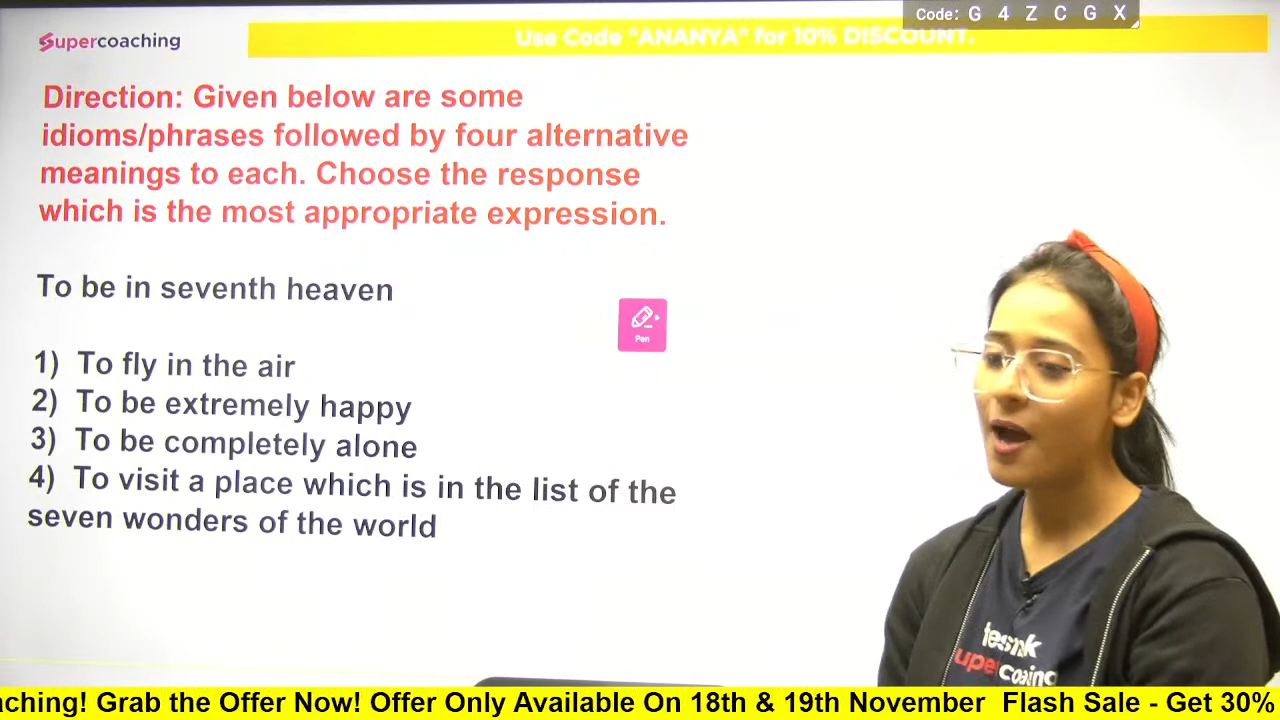 Code: G 4 Z C G X
Supercoaching
Use Code "ANANYA" for 10% DISCOUNT.
Direction: Given below are some
idioms/phrases followed by four alternative
meanings to each. Choose the response
which is the most appropriate expression.
To be in seventh heaven
Pen
1) To fly in the air
2) To be extremely happy
3) To be completely alone
4) To visit a place which is in the list of the
seven wonders of the world
supercoaching
aching! Grab the Offer Now! Offer Only Available On 18th & 19th November Flash Sale - Get 30%